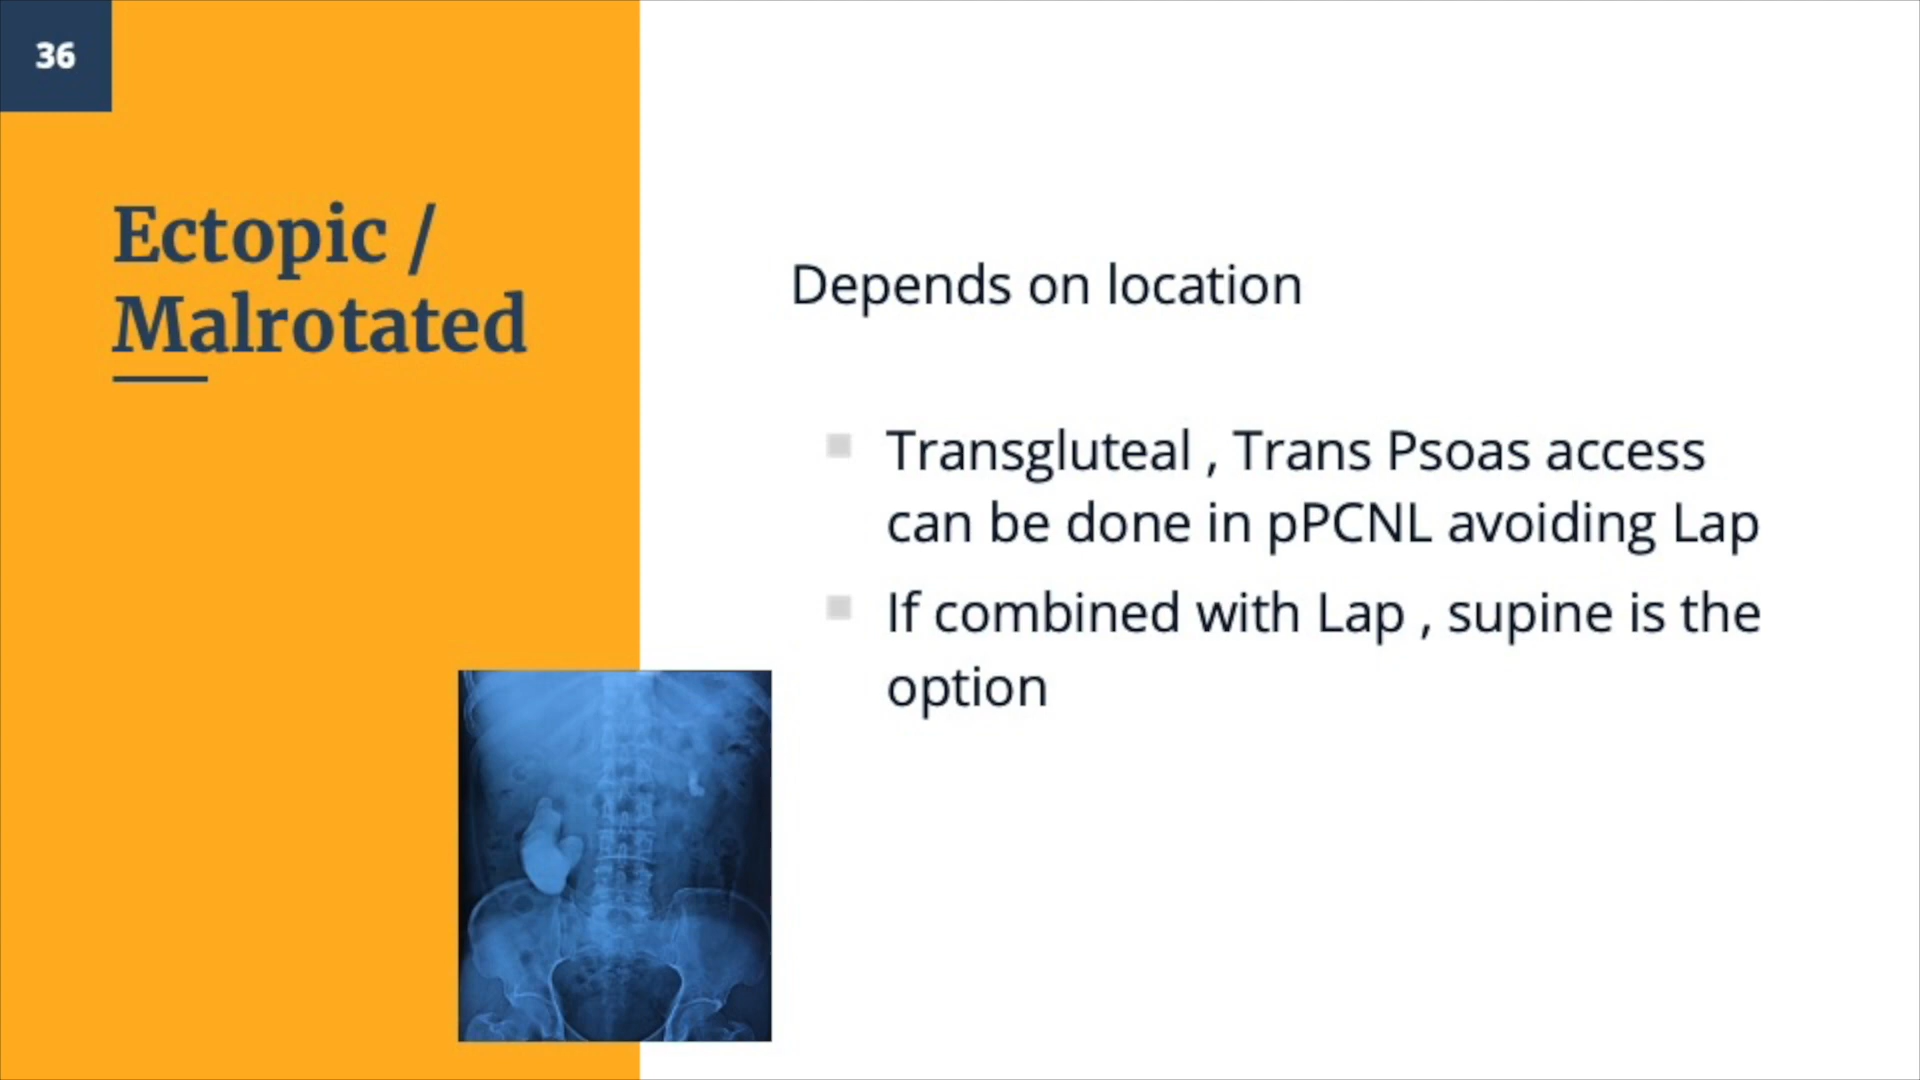 36
Ectopic /
Malrotated
Depends on location
Transgluteal , Trans Psoas access
can be done in pPCNL avoiding Lap
If combined with Lap , supine is the
option